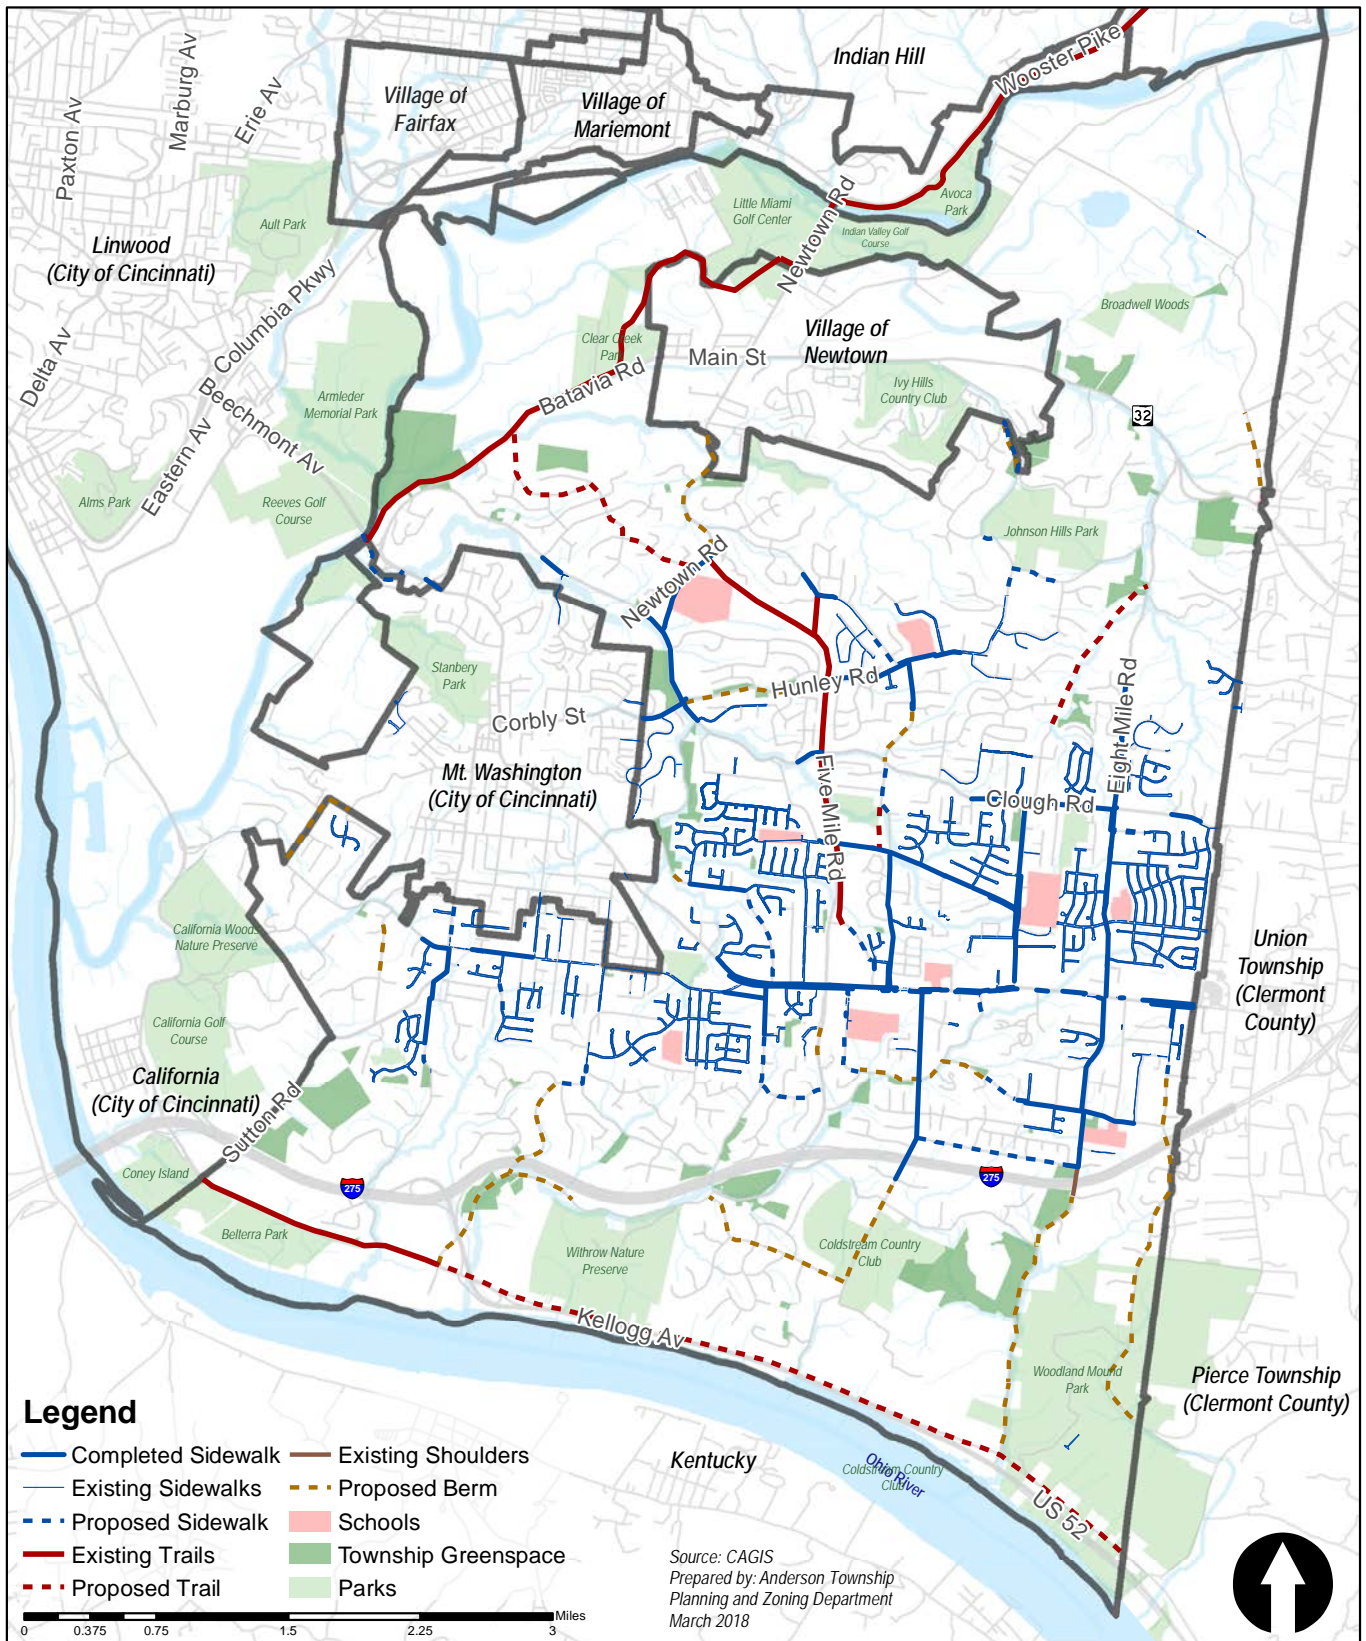 Indian Hill
Wooster Pike
Village of
Fairfax
Village of
Mariemont
Paxton Av
Marburg Av
Erie Av
Ault Park
Little Miami
Golf Center
Newtown Rd
Avoca
Park
Indian Valley Golf
Course
Linwood
(City of Cincinnati)
Columbia Pkwy
Broadwell Woods
Village of
Newtown
Clear Creek
Park
Main St
Delta Av
Batavia Rd
Beechmont Av
Armleder
Memorial Park
Ivy Hills
Country Club
32
Eastern Av
Alms Park
Reeves Golf
Course
Johnson Hills Park
Newtown Rd
Stanbery
Park
Hunley Rd
Eight Mile Rd
Corbly St
Mt. Washington
(City of Cincinnati)
Five Mile Rd
Clough Rd
California Woods
Nature Preserve
Union
Township
(Clermont
County)
California Golf
Course
California
(City of Cincinnati)
Sutton Rd
Coney Island
275
275
Belterra Park
Withrow Nature
Preserve
Coldstream Country
Club
Kellogg Av
Woodland Mound
Park
Pierce Township
(Clermont County)
Kentucky
Ohio River
Coldstream Country
Club
US 52
Legend
Completed Sidewalk
Existing Sidewalks
Proposed Sidewalk
Existing Trails
Proposed Trail
Existing Shoulders
Proposed Berm
Schools
Township Greenspace
Parks
Miles
0 0.375 0.75 1.5 2.25 3
Source: CAGIS
Prepared by: Anderson Township
Planning and Zoning Department
March 2018